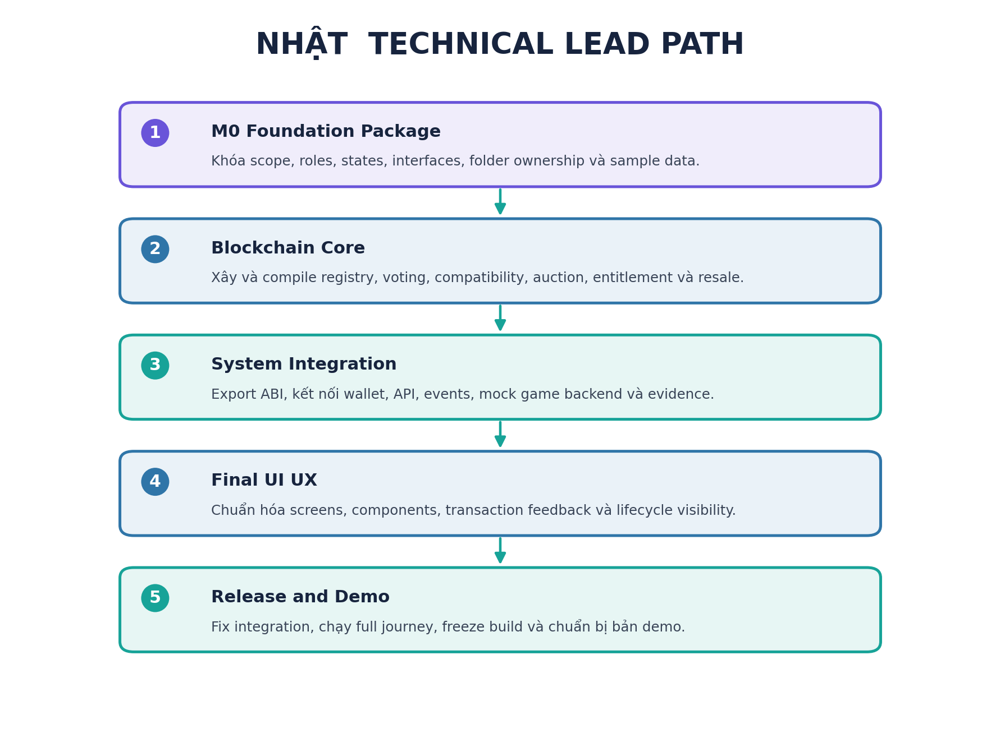 NHẬT  TECHNICAL LEAD PATH
1
M0 Foundation Package
Khóa scope, roles, states, interfaces, folder ownership và sample data.
2
Blockchain Core
Xây và compile registry, voting, compatibility, auction, entitlement và resale.
3
System Integration
Export ABI, kết nối wallet, API, events, mock game backend và evidence.
4
Final UI UX
Chuẩn hóa screens, components, transaction feedback và lifecycle visibility.
5
Release and Demo
Fix integration, chạy full journey, freeze build và chuẩn bị bản demo.